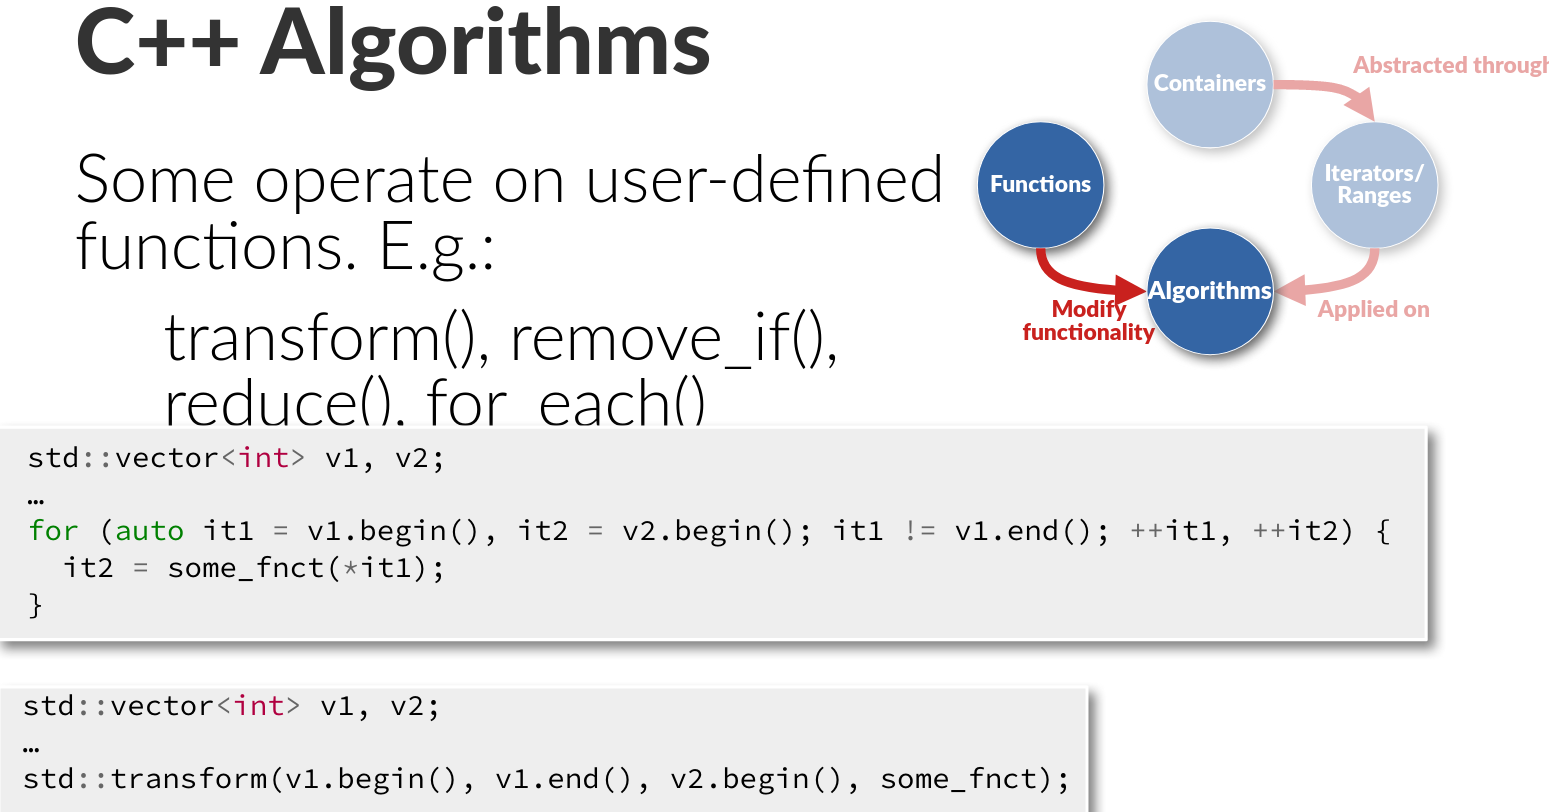 C++ Algorithms
Some operate on user-defined
functions. E.g.:
transform(), remove_if(),
reduce(), for_each()
Containers
Abstracted through
Functions
Iterators/
Ranges
Algorithms
Modify
functionality
Applied on
std::vector<int> v1, v2;
…
for (auto it1 = v1.begin(), it2 = v2.begin(); it1 != v1.end(); ++it1, ++it2) {
  it2 = some_fnct(*it1);
}
std::vector<int> v1, v2;
…
std::transform(v1.begin(), v1.end(), v2.begin(), some_fnct);